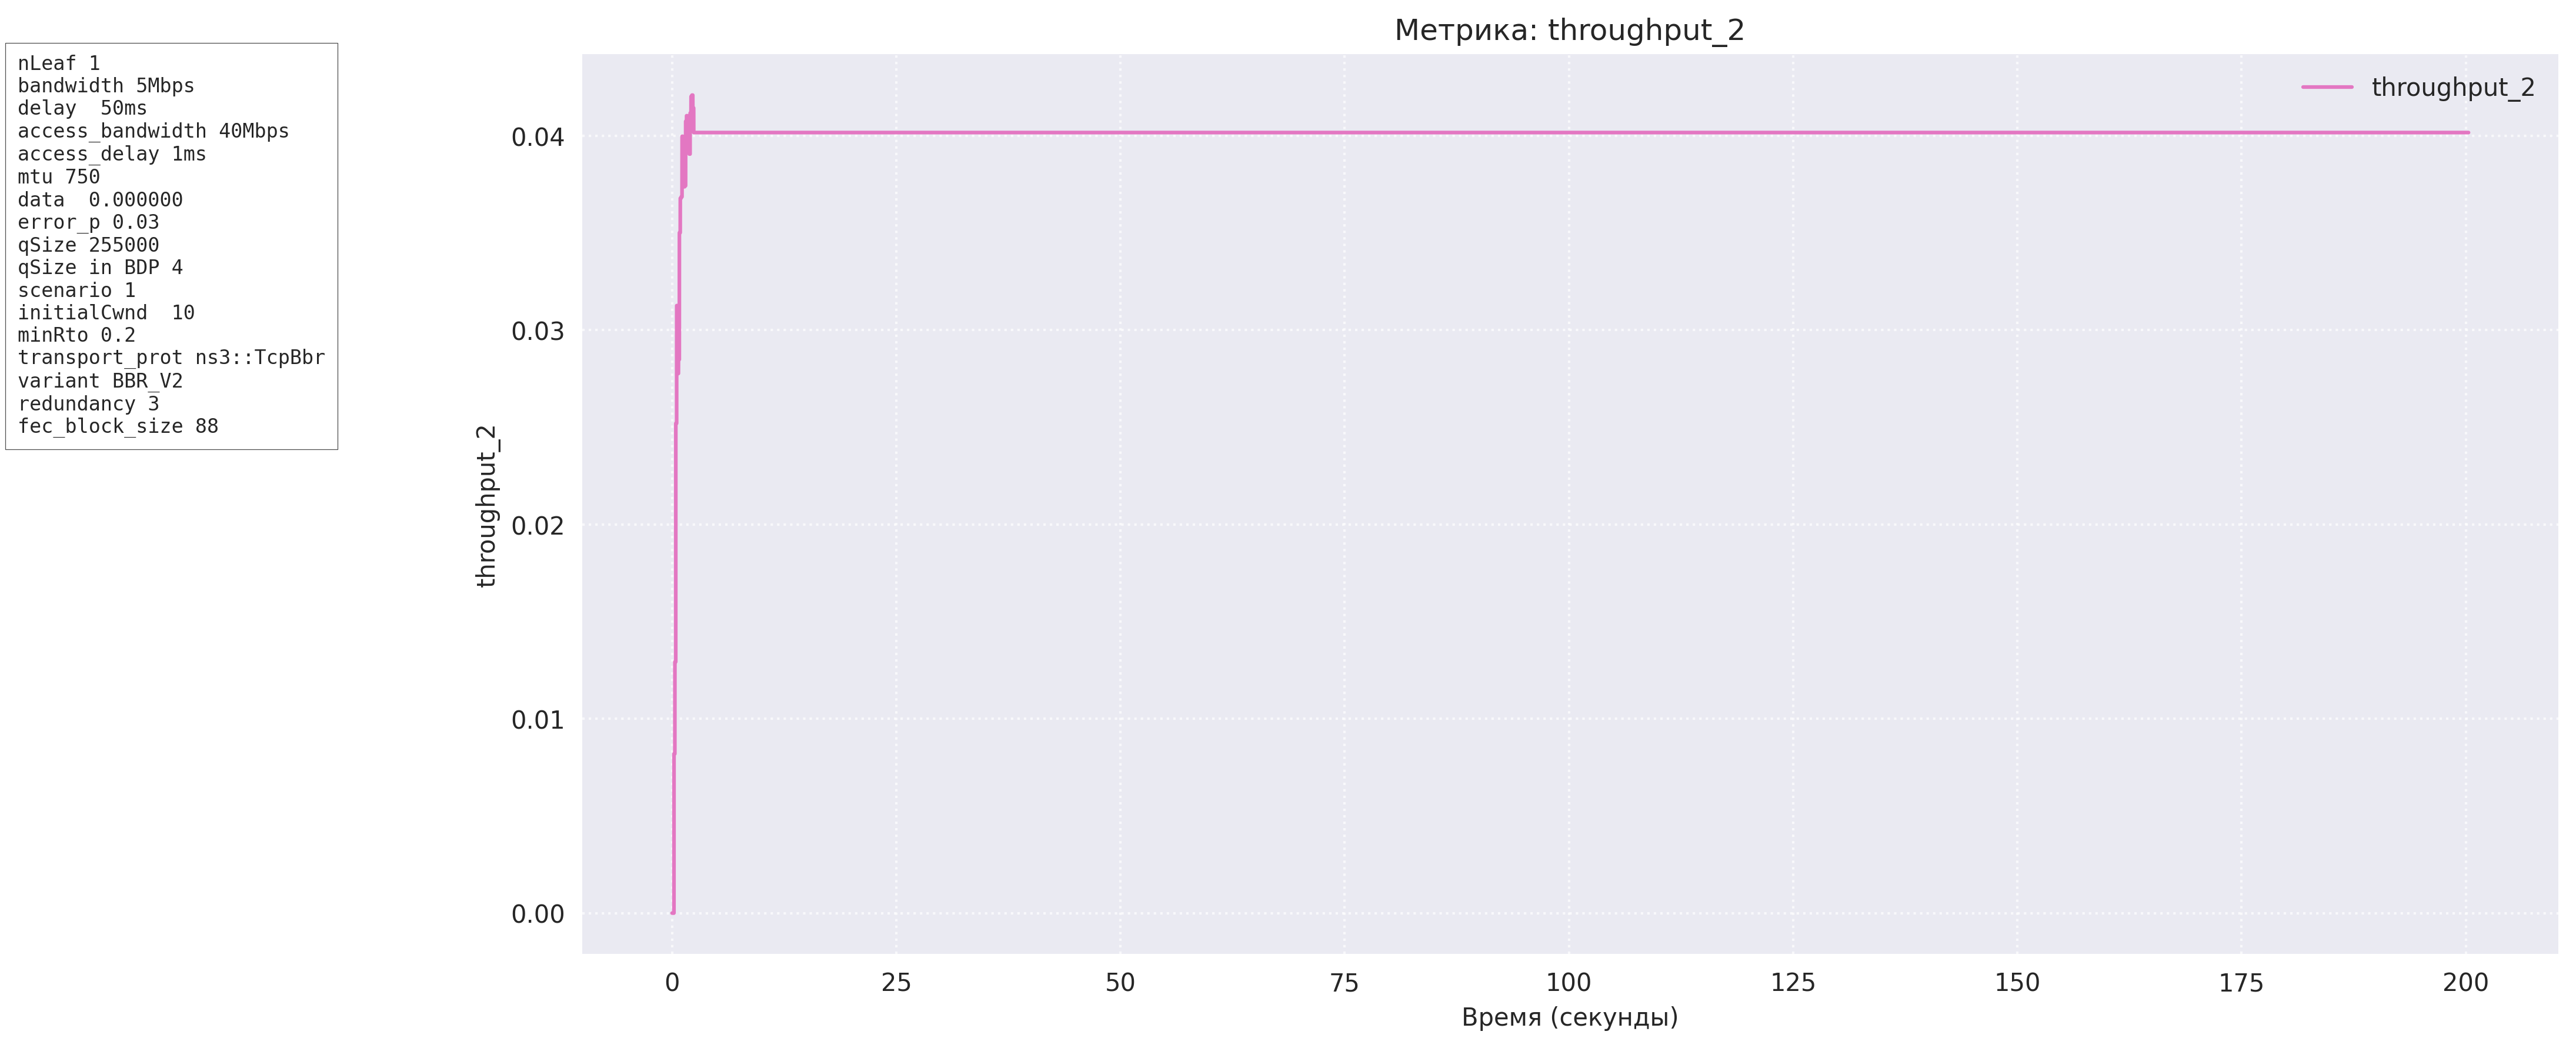 Метрика: throughput_2
nLeaf 1
bandwidth 5Mbps
delay  50ms
access_bandwidth 40Mbps
access_delay 1ms
mtu 750
data  0.000000
error_p 0.03
qSize 255000
qSize in BDP 4
scenario 1
initialCwnd  10
minRto 0.2
transport_prot ns3::TcpBbr
variant BBR_V2
redundancy 3
fec_block_size 88
throughput_2
throughput_2
0.04
0.03
0.02
0.01
0.00
0 25 50 75 100 125 150 175 200
Время (секунды)